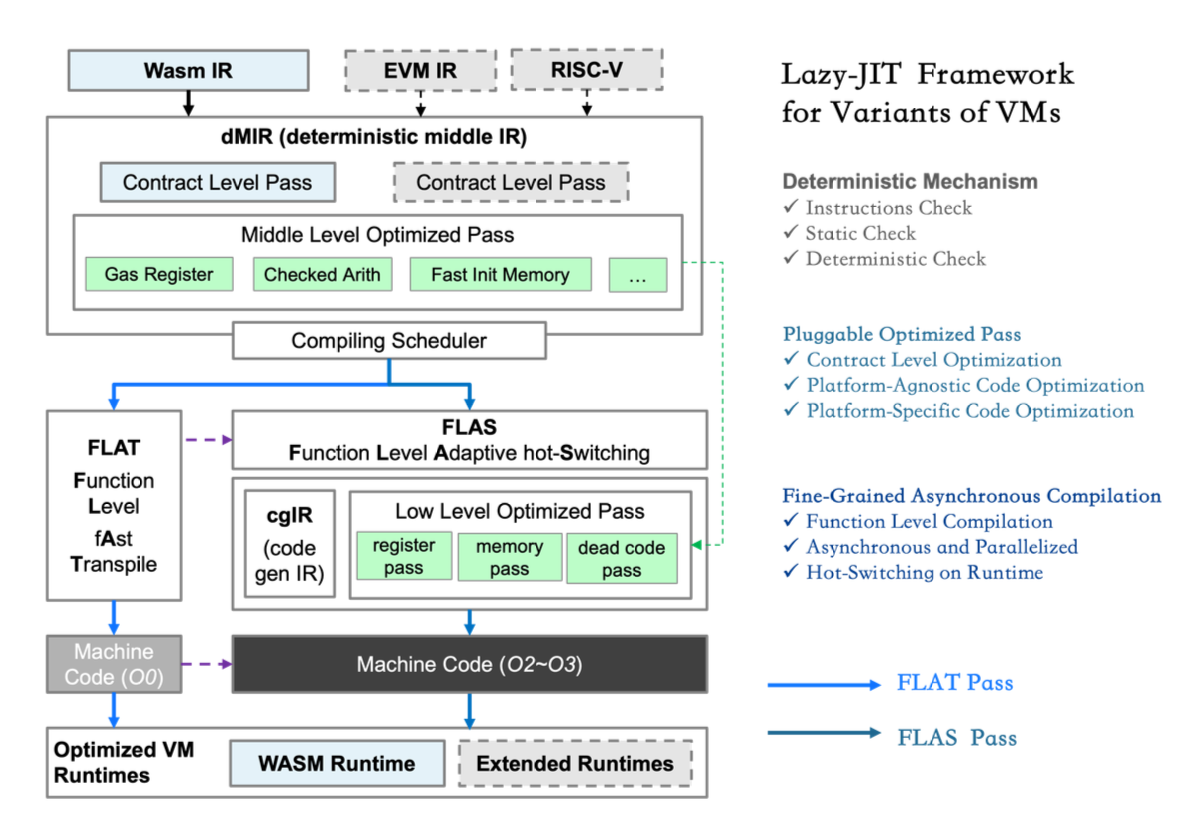 Wasm IR
EVM IR
RISC-V
Lazy-JIT Framework
for Variants of VMs
dMIR (deterministic middle IR)
Contract Level Pass
Contract Level Pass
Middle Level Optimized Pass
Gas Register
Checked Arith
Fast Init Memory
...
Compiling Scheduler
Deterministic Mechanism
✓ Instructions Check
✓ Static Check
✓ Deterministic Check
Pluggable Optimized Pass
✓ Contract Level Optimization
✓ Platform-Agnostic Code Optimization
✓ Platform-Specific Code Optimization
FLAT
Function
Level
fAst
Transpile
FLAS
Function Level Adaptive hot-Switching
cgIR
(code
gen IR)
Low Level Optimized Pass
register
pass
memory
pass
dead code
pass
Fine-Grained Asynchronous Compilation
✓ Function Level Compilation
✓ Asynchronous and Parallelized
✓ Hot-Switching on Runtime
Machine
Code (O0)
Machine Code (O2~O3)
FLAT Pass
FLAS Pass
Optimized VM
Runtimes
WASM Runtime
Extended Runtimes